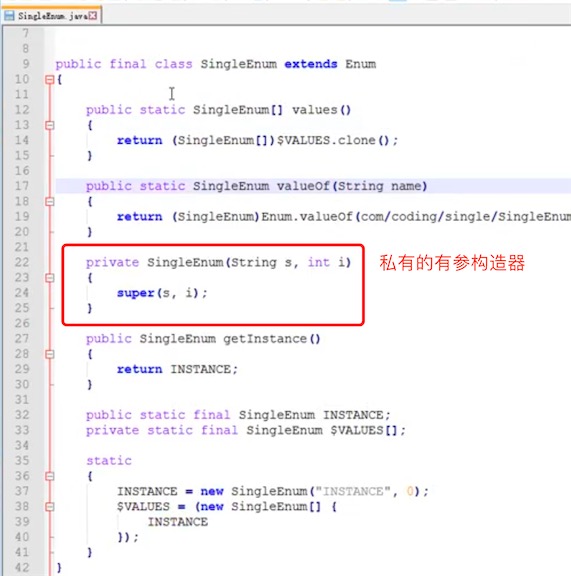 SingleEnum.java
7
8
9 public final class SingleEnum extends Enum
10 {
11
12 public static SingleEnum[] values()
13 {
14 return (SingleEnum[])$VALUES.clone();
15 }
16
17 public static SingleEnum valueOf(String name)
18 {
19 return (SingleEnum)Enum.valueOf(com/coding/single/SingleEnum
20 }
21
22 private SingleEnum(String s, int i) 私有的有参构造器
23 {
24 super(s, i);
25 }
26
27 public SingleEnum getInstance()
28 {
29 return INSTANCE;
30 }
31
32 public static final SingleEnum INSTANCE;
33 private static final SingleEnum $VALUES[];
34
35 static
36 {
37 INSTANCE = new SingleEnum("INSTANCE", 0);
38 $VALUES = (new SingleEnum[] {
39 INSTANCE
40 });
41 }
42 }